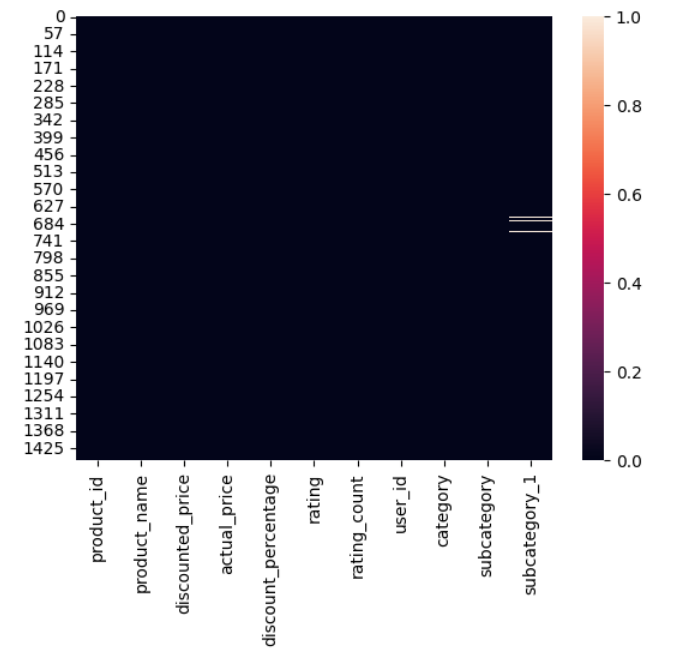 0
57
114
171
228
285
342
399
456
513
570
627
684
741
798
855
912
969
1026
1083
1140
1197
1254
1311
1368
1425
product_id
product_name
discounted_price
actual_price
discount_percentage
rating
rating_count
user_id
category
subcategory
subcategory_1
1.0
0.8
0.6
0.4
0.2
0.0